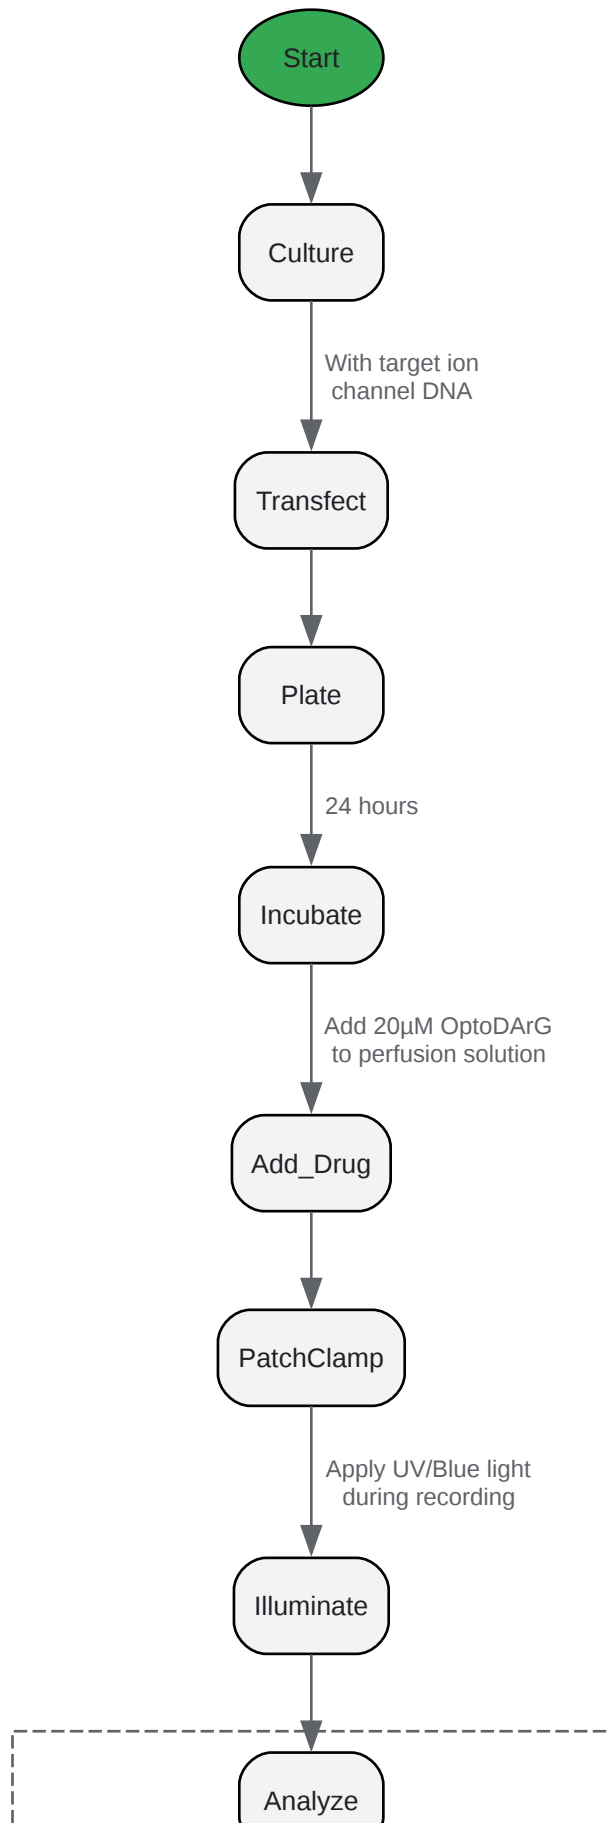 Start
Culture
With target ion
channel DNA
Transfect
Plate
24 hours
Incubate
Add 20µM OptoDArG
to perfusion solution
Add_Drug
PatchClamp
Apply UV/Blue light
during recording
Illuminate
Analyze